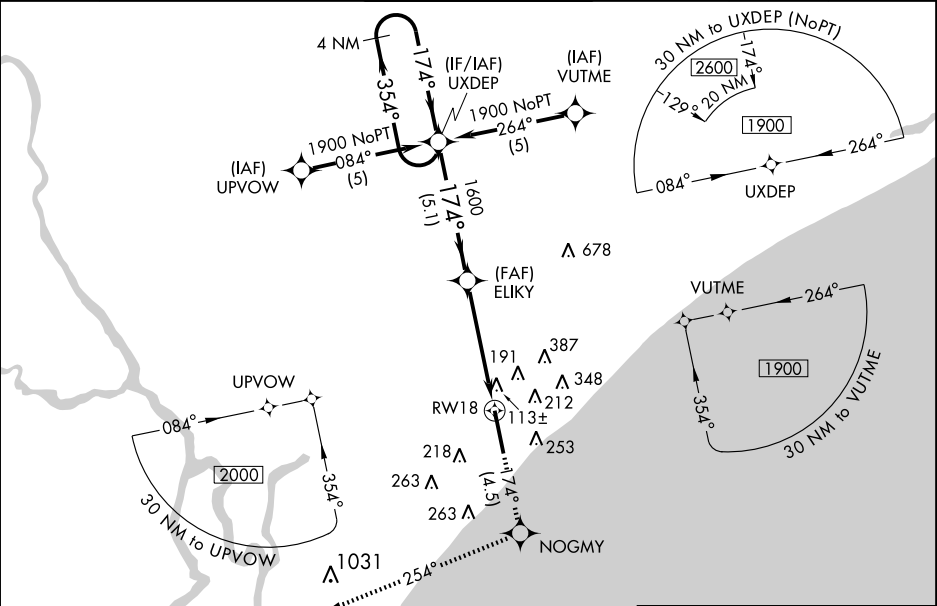 4 NM
174°
354°
(IF/IAF)
UXDEP
(IAF)
VUTME
1900 NoPT
264°
(5)
1900 NoPT
084°
(5)
(IAF)
UPVOW
174°
(5.1)
1600
(FAF)
ELIKY
678
387
191
348
212
RW18
113±
253
218
263
263
174°
(4.5)
NOGMY
1031
254°
30 NM to UXDEP (NoPT)
2600
174°
129°
20 NM
1900
264°
084°
UXDEP
VUTME
264°
1900
354°
30 NM to VUTME
UPVOW
084°
2000
354°
30 NM to UPVOW